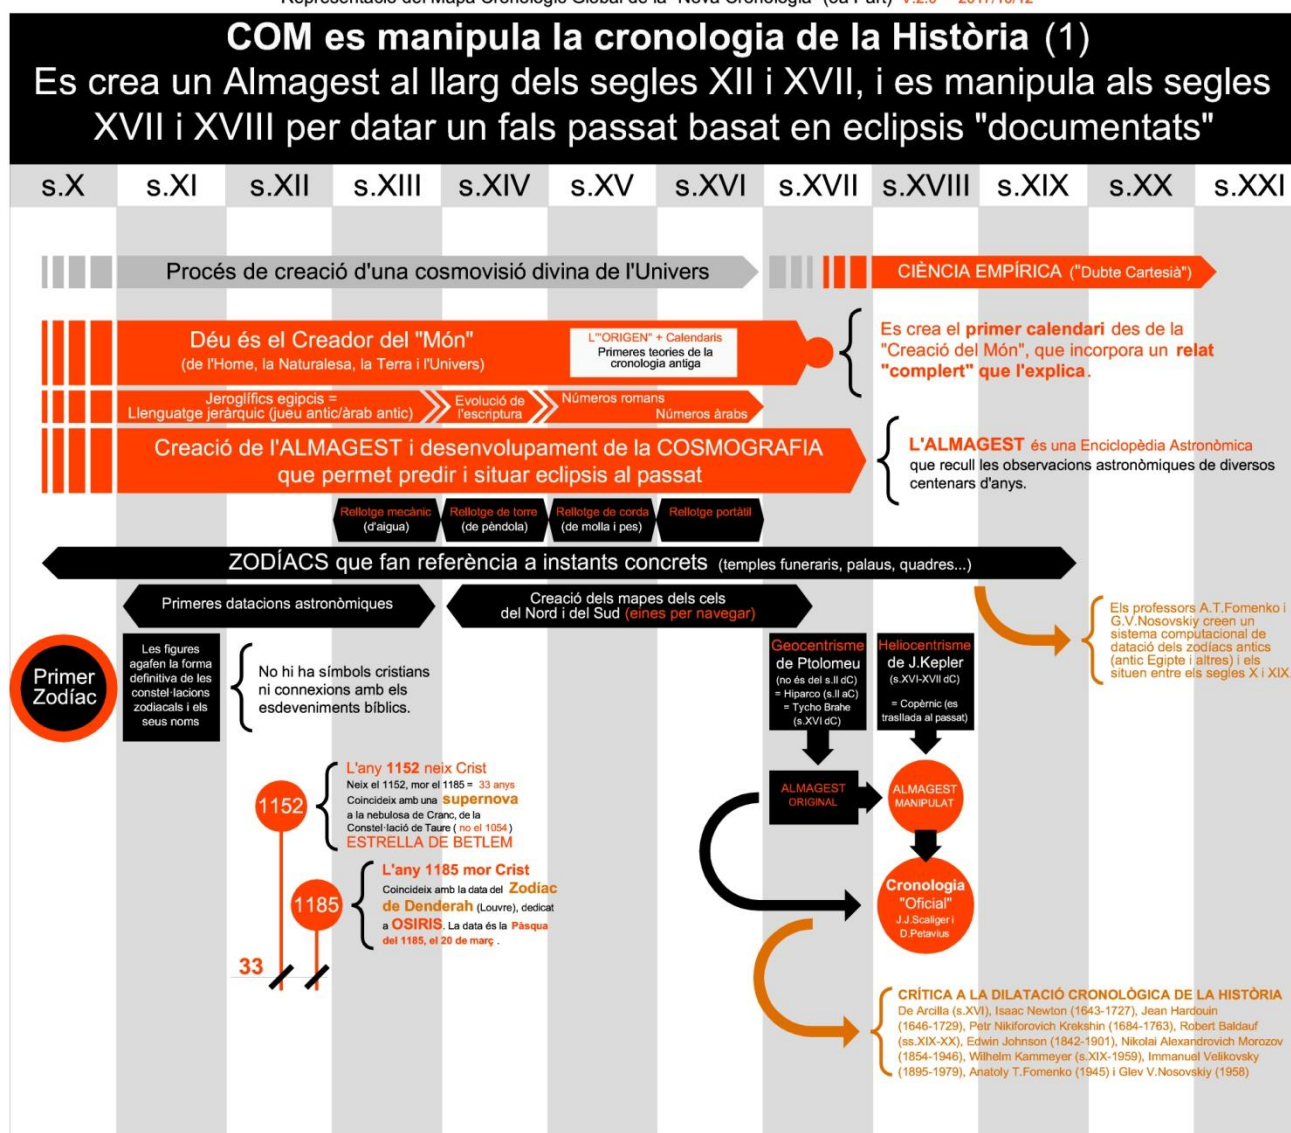 Representació del Mapa Cronològic Global de la "Nova Cronologia" (6a Part) v.2.0 - 2017/10/12
COM es manipula la cronologia de la Història (1)
Es crea un Almagest al llarg dels segles XII i XVII, i es manipula als segles
XVII i XVIII per datar un fals passat basat en eclipsis "documentats"
s.X s.XI s.XII s.XIII s.XIV s.XV s.XVI s.XVII s.XVIII s.XIX s.XX s.XXI
Procés de creació d'una cosmovisió divina de l'Univers
CIÈNCIA EMPÍRICA ("Dubte Cartesià")
Déu és el Creador del "Món"
(de l'Home, la Naturalesa, la Terra i l'Univers)
L'"ORIGEN" + Calendaris
Primeres teories de la
cronologia antiga
Es crea el primer calendari des de la
"Creació del Món", que incorpora un relat
"complert" que l'explica.
Jeroglífics egipcis =
Llenguatge jeràrquic (jueu antic/àrab antic)
Evolució de
l'escriptura
Números romans
Números àrabs
Creació de l'ALMAGEST i desenvolupament de la COSMOGRAFIA
que permet predir i situar eclipsis al passat
L'ALMAGEST és una Enciclopèdia Astronòmica
que recull les observacions astronòmiques de diversos
centenars d'anys.
Rellotge mecànic
(d'aigua)
Rellotge de torre
(de pèndola)
Rellotge de corda
(de molla i pes)
Rellotge portàtil
ZODÍACS que fan referència a instants concrets (temples funeraris, palaus, quadres...)
Primeres datacions astronòmiques
Creació dels mapes dels cels
del Nord i del Sud (eines per navegar)
Els professors A.T.Fomenko i
G.V.Nosovskiy creen un
sistema computacional de
datació dels zodíacs antics
(antic Egipte i altres) i els
situen entre els segles X i XIX.
Primer
Zodíac
Les figures
agafen la forma
definitiva de les
constel·lacions
zodiacals i els
seus noms
No hi ha símbols cristians
ni connexions amb els
esdeveniments bíblics.
Geocentrisme
de Ptolomeu
(no és del s.II dC)
= Hiparco (s.II aC)
= Tycho Brahe
(s.XVI dC)
Heliocentrisme
de J.Kepler
(s.XVI-XVII dC)
= Copèrnic (es
trasllada al passat)
1152
L'any 1152 neix Crist
Neix el 1152, mor el 1185 = 33 anys
Coincideix amb una supernova
a la nebulosa de Cranc, de la
Constel·lació de Taure ( no el 1054 )
ESTRELLA DE BETLEM
ALMAGEST
ORIGINAL
ALMAGEST
MANIPULAT
1185
L'any 1185 mor Crist
Coincideix amb la data del Zodíac
de Denderah (Louvre), dedicat
a OSIRIS. La data és la Pàsqua
del 1185, el 20 de març .
33
Cronologia
"Oficial"
J.J.Scaliger i
D.Petavius
CRÍTICA A LA DILATACIÓ CRONOLÒGICA DE LA HISTÒRIA
De Arcilla (s.XVI), Isaac Newton (1643-1727), Jean Hardouin
(1646-1729), Petr Nikiforovich Krekshin (1684-1763), Robert Baldauf
(ss.XIX-XX), Edwin Johnson (1842-1901), Nikolai Alexandrovich Morozov
(1854-1946), Wilhelm Kammeyer (s.XIX-1959), Immanuel Velikovsky
(1895-1979), Anatoly T.Fomenko (1945) i Glev V.Nosovskiy (1958)